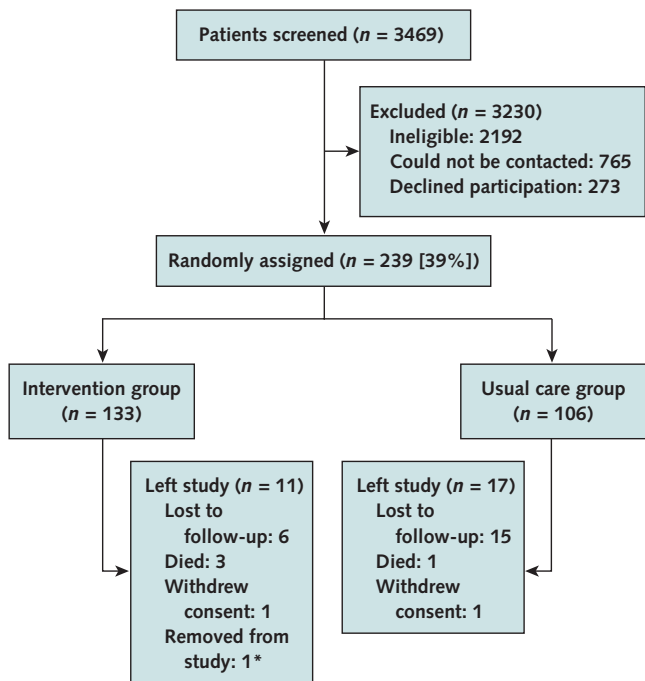 Patients screened (n = 3469)
Excluded (n = 3230)
Ineligible: 2192
Could not be contacted: 765
Declined participation: 273
Randomly assigned (n = 239 [39%])
Intervention group
(n = 133)
Usual care group
(n = 106)
Left study (n = 11)
Lost to
follow-up: 6
Died: 3
Withdrew
consent: 1
Removed from
study: 1*
Left study (n = 17)
Lost to
follow-up: 15
Died: 1
Withdrew
consent: 1